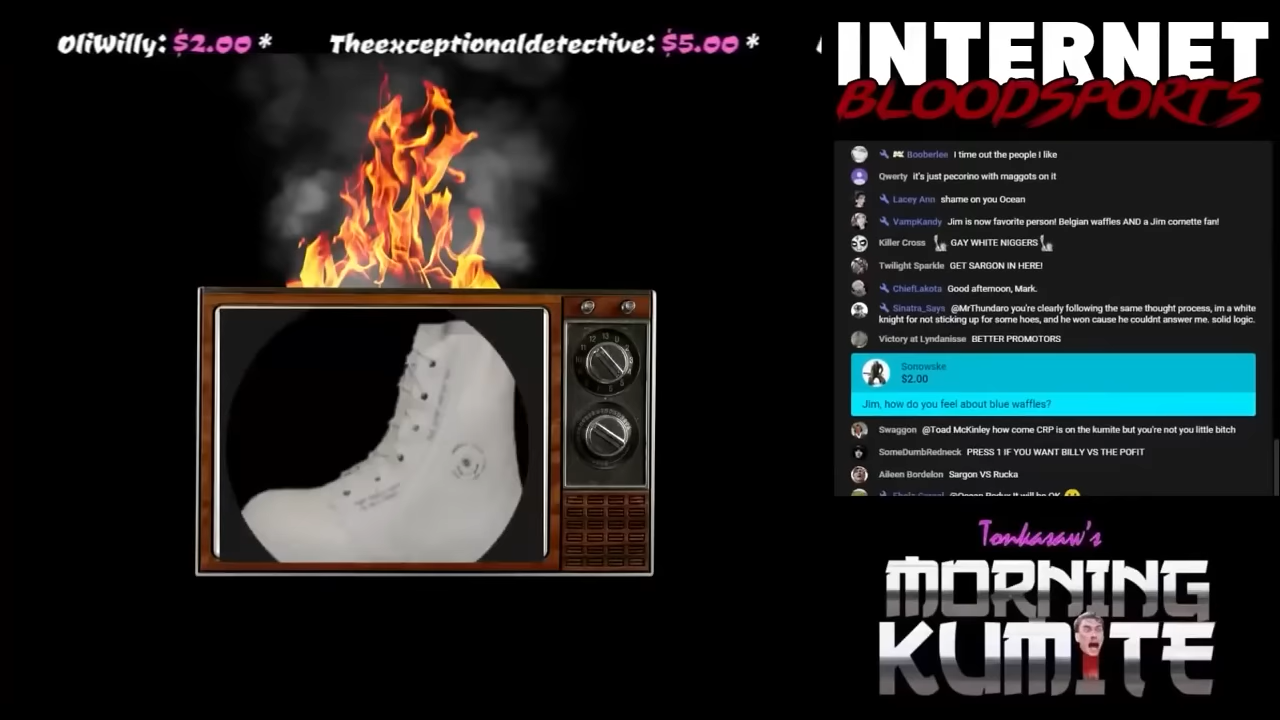 OliWilly: $2.00 * Theexceptionaldetective: $5.00 *
INTERNET
BLOODSPORTS
Booberlee I time out the people I like
Qwerty it's just pecorino with maggots on it
Lacey Ann shame on you Ocean
VampKandy Jim is now favorite person! Belgian waffles AND a Jim cornette fan!
Killer Cross GAY WHITE NIGGERS
Twilight Sparkle GET SARGON IN HERE!
ChiefLakota Good afternoon, Mark.
Sinatra_Says @MrThundaro you're clearly following the same thought process, im a white
knight for not sticking up for some hoes, and he won cause he couldnt answer me. solid logic.
Victory at Lyndanisse BETTER PROMOTORS
Sonowske
$2.00
Jim, how do you feel about blue waffles?
Swaggon @Toad McKinley how come CRP is on the kumite but you're not you little bitch
SomeDumbRedneck PRESS 1 IF YOU WANT BILLY VS THE POFIT
Aileen Bordelon Sargon VS Rucka
Tonkasaw's
MORNING
KUMITE